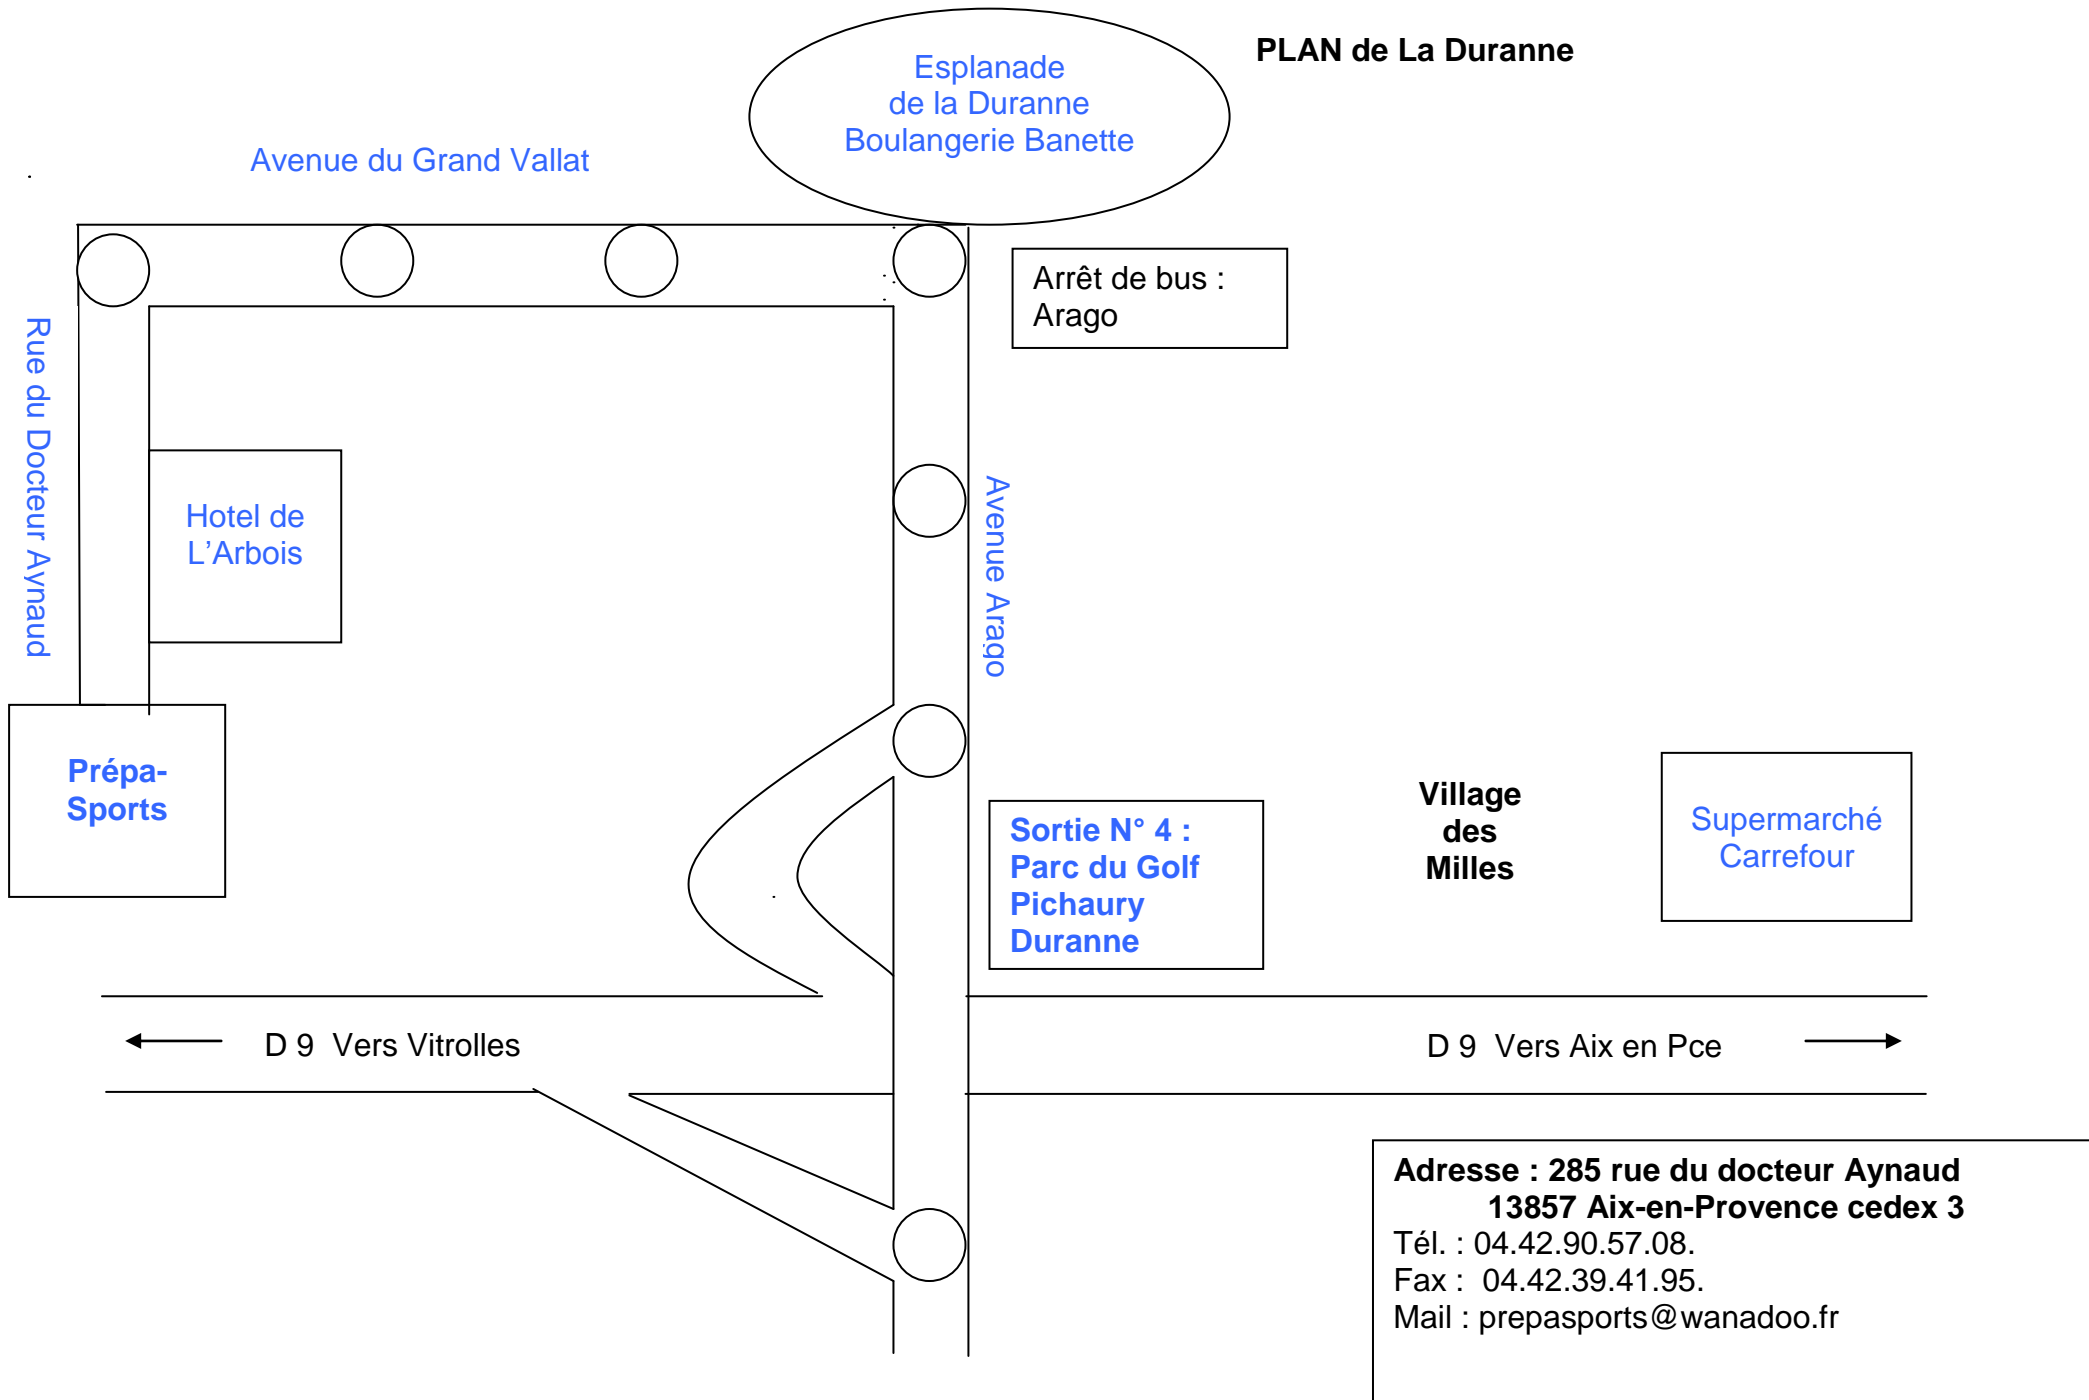 PLAN de La Duranne
Esplanade
de la Duranne
Boulangerie Banette
Avenue du Grand Vallat
Arrêt de bus :
Arago
Rue du Docteur Aynaud
Hotel de
L’Arbois
Avenue Arago
Prépa-
Sports
Sortie N° 4 :
Parc du Golf
Pichaury
Duranne
Village
des
Milles
Supermarché
Carrefour
D 9  Vers Vitrolles
D 9  Vers Aix en Pce
Adresse : 285 rue du docteur Aynaud
13857 Aix-en-Provence cedex 3
Tél. : 04.42.90.57.08.
Fax :  04.42.39.41.95.
Mail : prepasports@wanadoo.fr